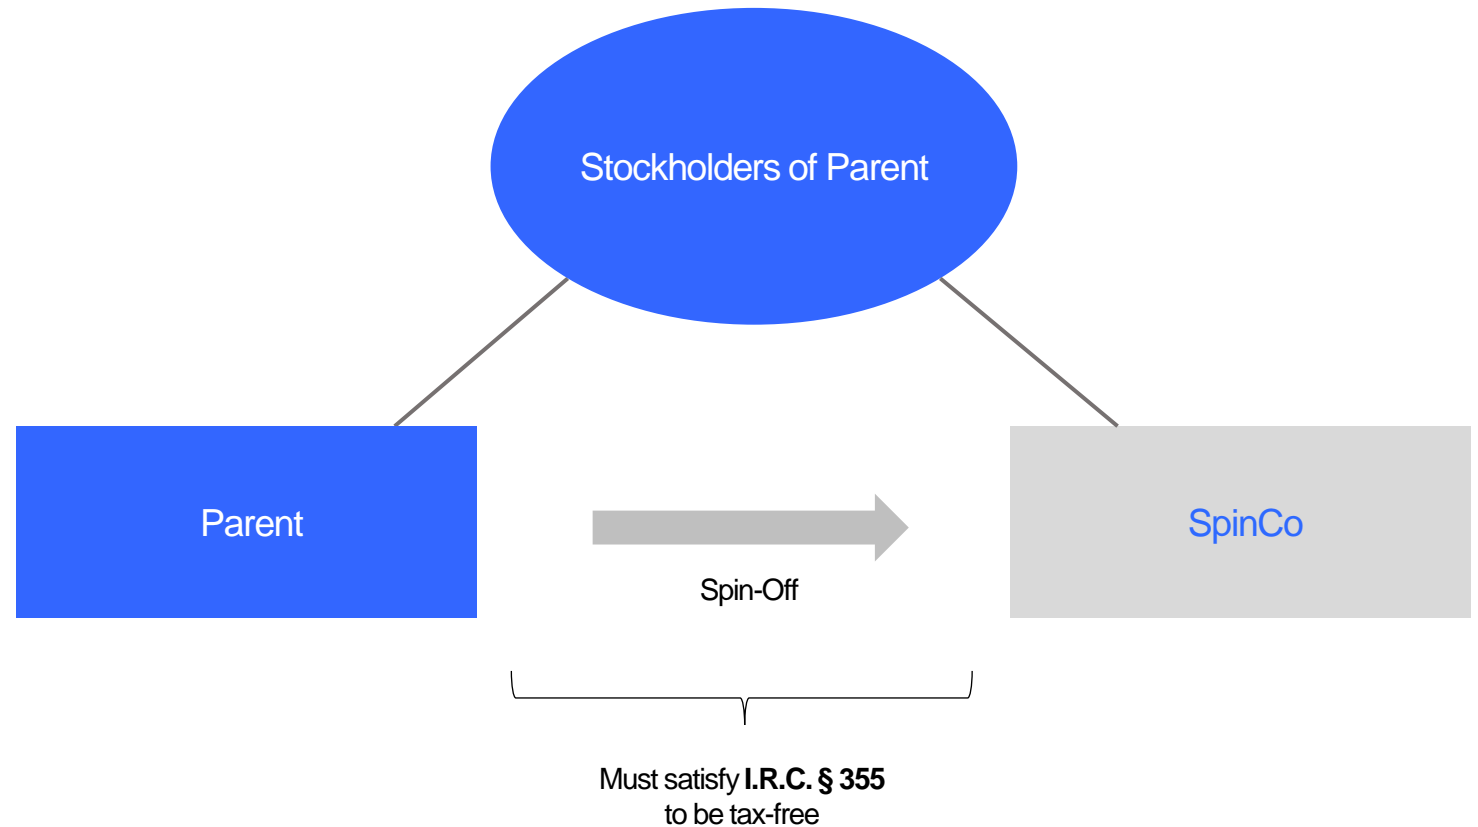 Stockholders of Parent
Parent
SpinCo
Spin-Off
Must satisfy I.R.C. § 355
to be tax-free